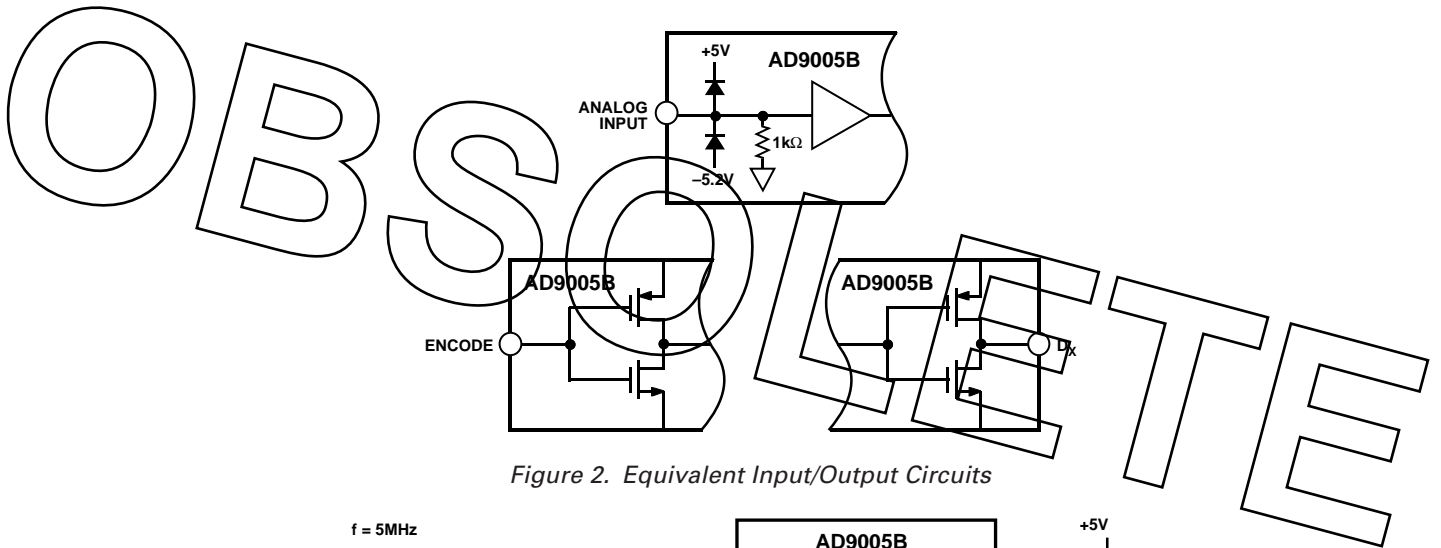 OBSOLETE
+5V
AD9005B
ANALOG
INPUT
1kΩ
–5.2V
AD9005B
AD9005B
ENCODE
DX
Figure 2. Equivalent Input/Output Circuits
f = 5MHz
AD9005B
+5V